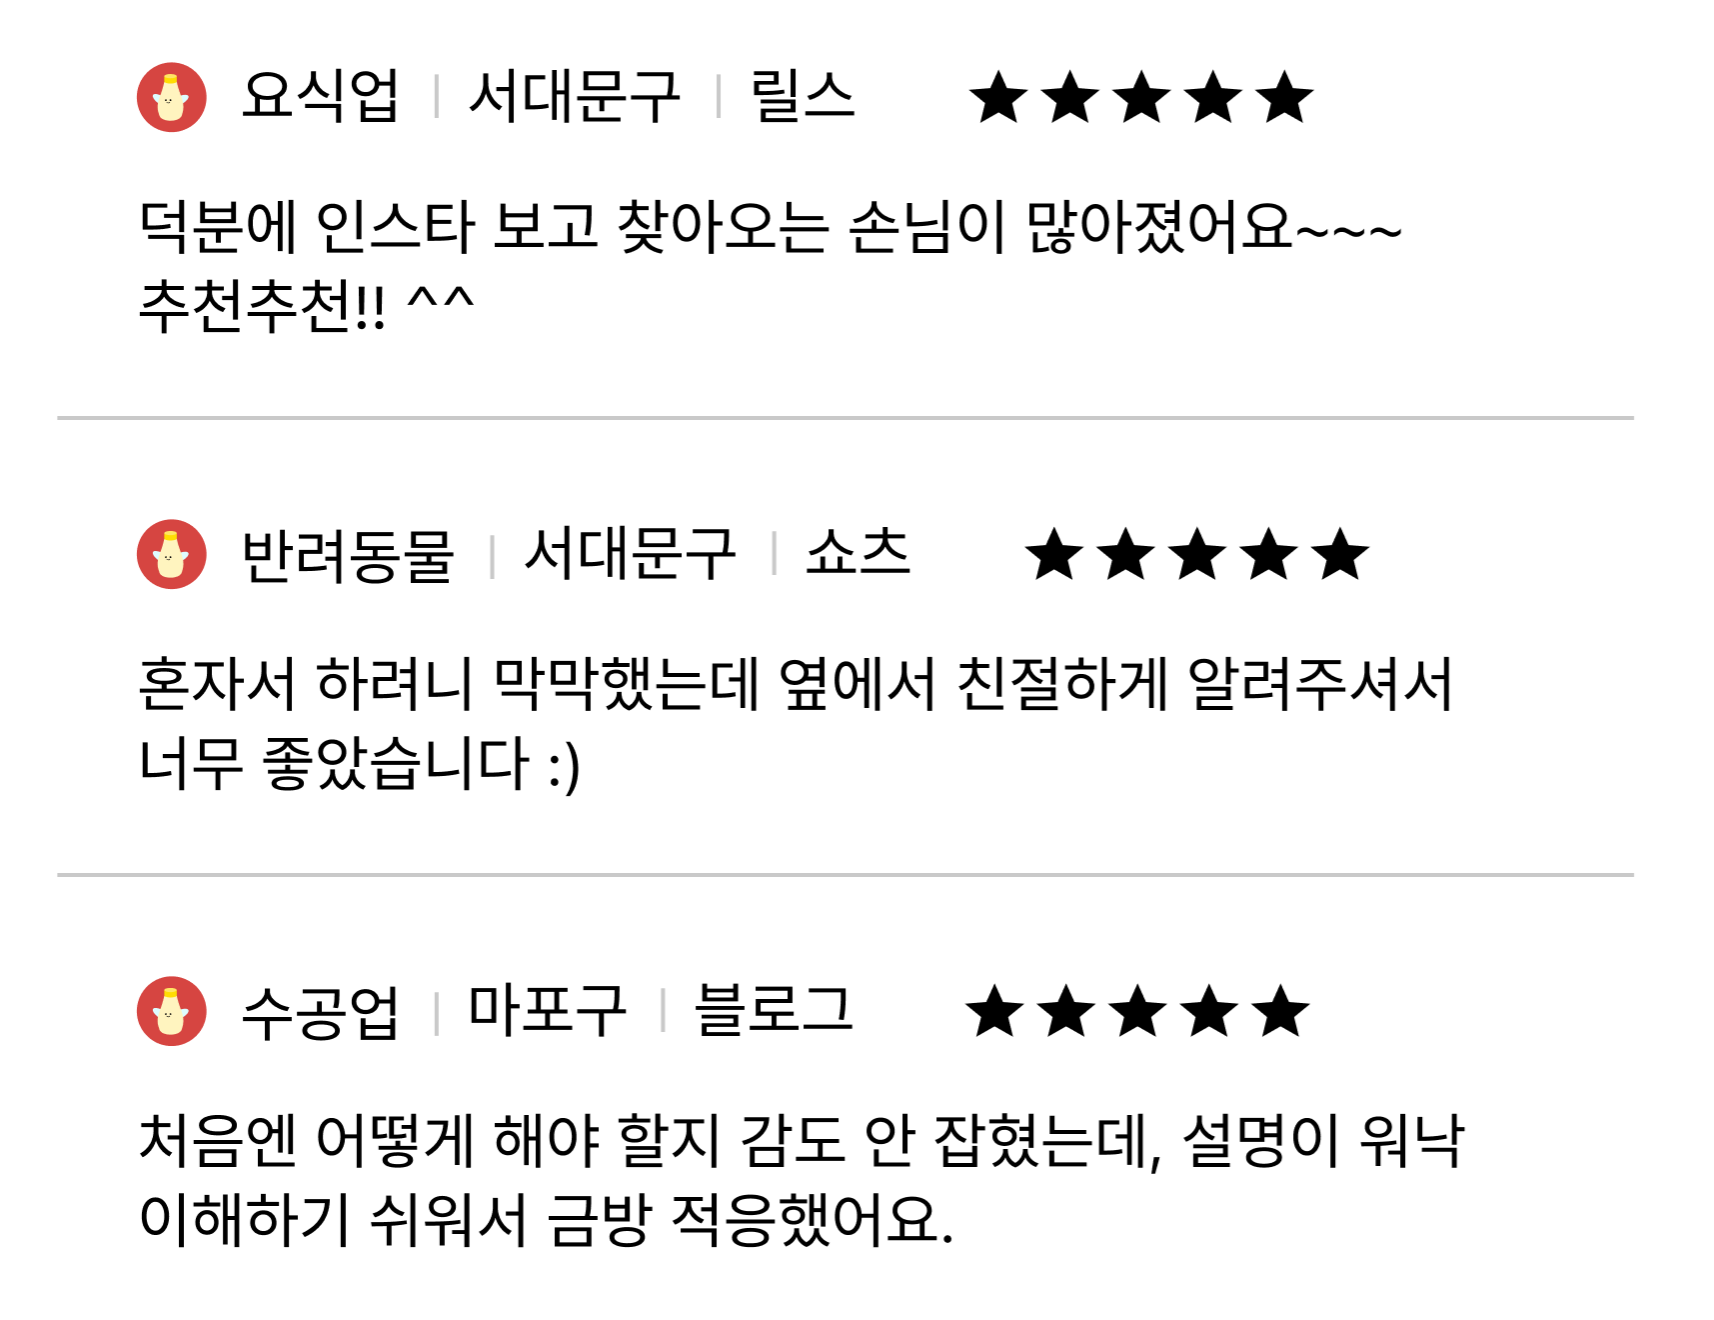 요식업 | 서대문구 | 릴스 ★★★★★
덕분에 인스타 보고 찾아오는 손님이 많아졌어요~~~
추천추천!! ^^
반려동물 | 서대문구 | 쇼츠 ★★★★★
혼자서 하려니 막막했는데 옆에서 친절하게 알려주셔서
너무 좋았습니다 :)
수공업 | 마포구 | 블로그 ★★★★★
처음엔 어떻게 해야 할지 감도 안 잡혔는데, 설명이 워낙
이해하기 쉬워서 금방 적응했어요.